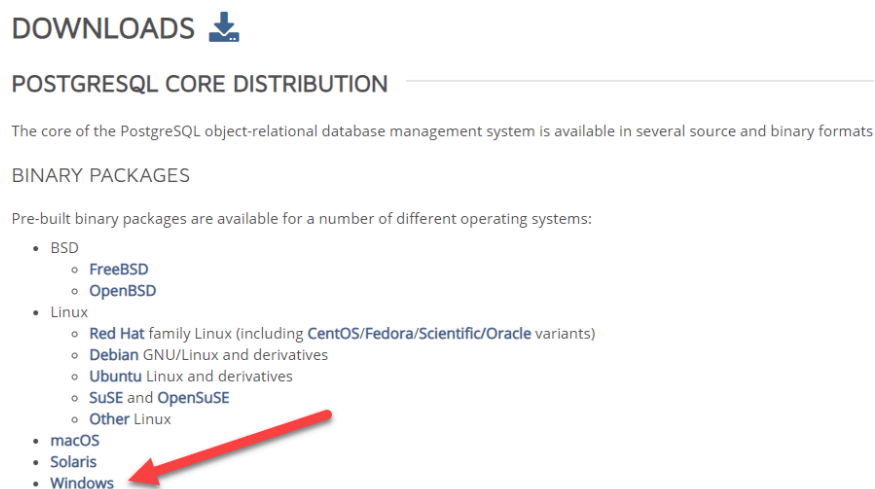 DOWNLOADS
POSTGRESQL CORE DISTRIBUTION
The core of the PostgreSQL object-relational database management system is available in several source and binary formats
BINARY PACKAGES
Pre-built binary packages are available for a number of different operating systems:
• BSD
◦ FreeBSD
◦ OpenBSD
• Linux
◦ Red Hat family Linux (including CentOS/Fedora/Scientific/Oracle variants)
◦ Debian GNU/Linux and derivatives
◦ Ubuntu Linux and derivatives
◦ SuSE and OpenSuSE
◦ Other Linux
• macOS
• Solaris
• Windows